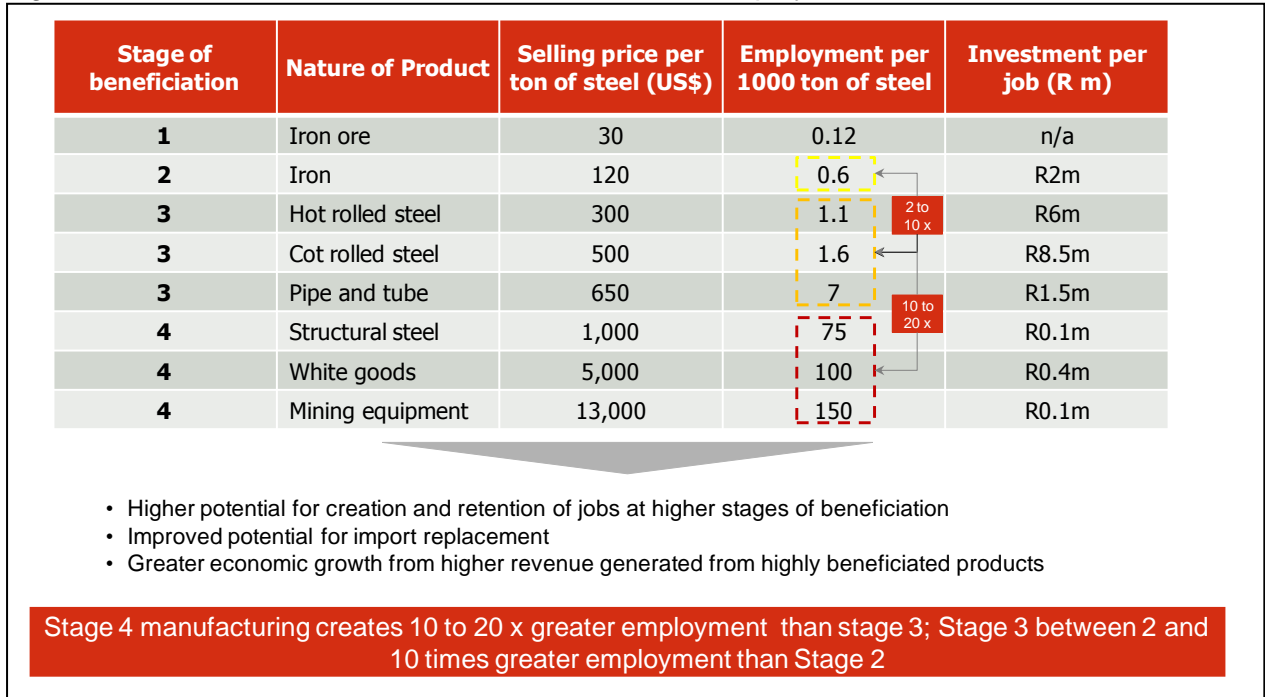 Stage of beneficiation | Nature of Product | Selling price per ton of steel (US$) | Employment per 1000 ton of steel | Investment per job (R m)
1 | Iron ore | 30 | 0.12 | n/a
2 | Iron | 120 | 0.6 | R2m
3 | Hot rolled steel | 300 | 1.1 | R6m
2 to
10 x
3 | Cot rolled steel | 500 | 1.6 | R8.5m
3 | Pipe and tube | 650 | 7 | R1.5m
10 to
20 x
4 | Structural steel | 1,000 | 75 | R0.1m
4 | White goods | 5,000 | 100 | R0.4m
4 | Mining equipment | 13,000 | 150 | R0.1m
• Higher potential for creation and retention of jobs at higher stages of beneficiation
• Improved potential for import replacement
• Greater economic growth from higher revenue generated from highly beneficiated products
Stage 4 manufacturing creates 10 to 20 x greater employment than stage 3; Stage 3 between 2 and
10 times greater employment than Stage 2